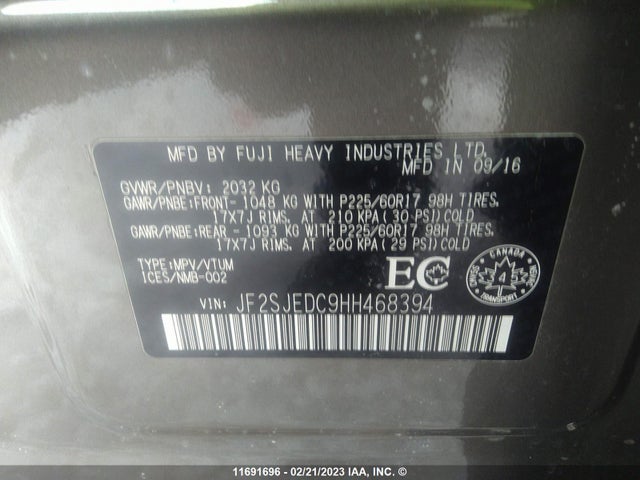 MFD BY FUJI HEAVY INDUSTRIES LTD.
MFD IN 09/16
GVWR/PNBV: 2032 KG
GAWR/PNBE:FRONT- 1048 KG WITH P225/60R17 98H TIRES,
17X7J RIMS. AT 210 KPA (30 PSI)COLD
GAWR/PNBE:REAR - 1093 KG WITH P225/60R17 98H TIRES,
17X7J RIMS. AT 200 KPA (29 PSI)COLD
TYPE:MPV/VTUM
ICES/NMB-002
EC
CANADA
345
TRANSPORT
VIN: JF2SJEDC9HH468394
11691696 - 02/21/2023 IAA, INC. ©